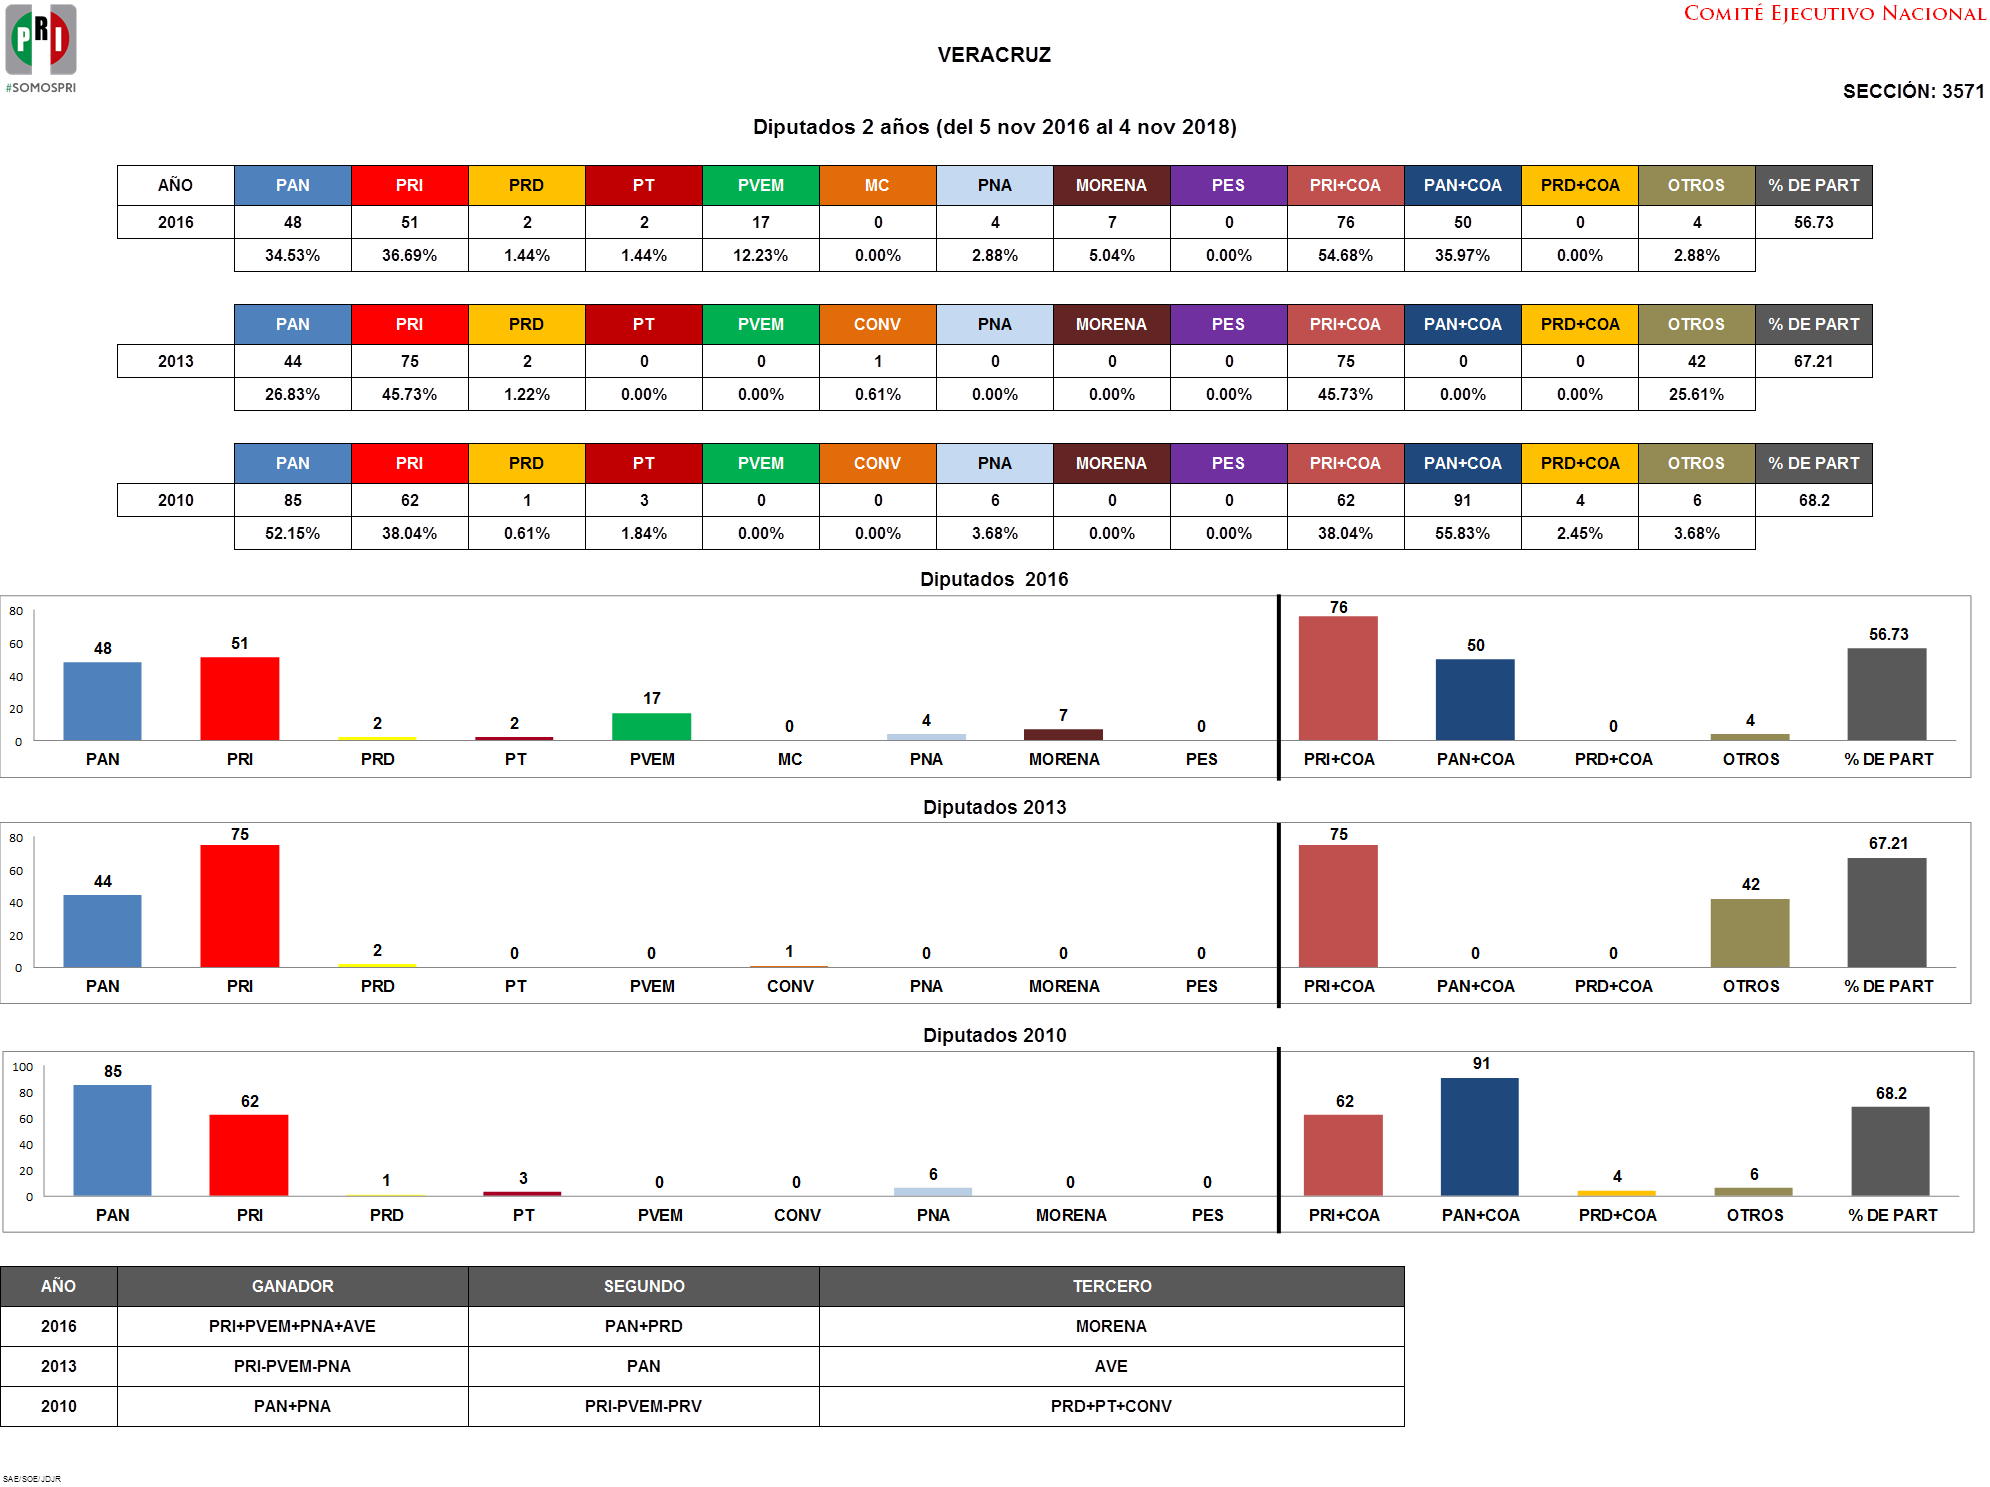 PRI
#SOMOSPRI
COMITÉ EJECUTIVO NACIONAL
VERACRUZ
SECCIÓN: 3571
Diputados 2 años (del 5 nov 2016 al 4 nov 2018)
AÑO PAN PRI PRD PT PVEM MC PNA MORENA PES PRI+COA PAN+COA PRD+COA OTROS % DE PART
2016 48 51 2 2 17 0 4 7 0 76 50 0 4 56.73
34.53% 36.69% 1.44% 1.44% 12.23% 0.00% 2.88% 5.04% 0.00% 54.68% 35.97% 0.00% 2.88%
PAN PRI PRD PT PVEM CONV PNA MORENA PES PRI+COA PAN+COA PRD+COA OTROS % DE PART
2013 44 75 2 0 0 1 0 0 0 75 0 0 42 67.21
26.83% 45.73% 1.22% 0.00% 0.00% 0.61% 0.00% 0.00% 0.00% 45.73% 0.00% 0.00% 25.61%
PAN PRI PRD PT PVEM CONV PNA MORENA PES PRI+COA PAN+COA PRD+COA OTROS % DE PART
2010 85 62 1 3 0 0 6 0 0 62 91 4 6 68.2
52.15% 38.04% 0.61% 1.84% 0.00% 0.00% 3.68% 0.00% 0.00% 38.04% 55.83% 2.45% 3.68%
Diputados 2016
80
60
40
20
0
48 51 2 2 17 0 4 7 0 76 50 0 4 56.73
PAN PRI PRD PT PVEM MC PNA MORENA PES PRI+COA PAN+COA PRD+COA OTROS % DE PART
Diputados 2013
80
60
40
20
0
44 75 2 0 0 1 0 0 0 75 0 0 42 67.21
PAN PRI PRD PT PVEM CONV PNA MORENA PES PRI+COA PAN+COA PRD+COA OTROS % DE PART
Diputados 2010
100
80
60
40
20
0
85 62 1 3 0 0 6 0 0 62 91 4 6 68.2
PAN PRI PRD PT PVEM CONV PNA MORENA PES PRI+COA PAN+COA PRD+COA OTROS % DE PART
AÑO GANADOR SEGUNDO TERCERO
2016 PRI+PVEM+PNA+AVE PAN+PRD MORENA
2013 PRI-PVEM-PNA PAN AVE
2010 PAN+PNA PRI-PVEM-PRV PRD+PT+CONV
SAE/SOE/JDJR